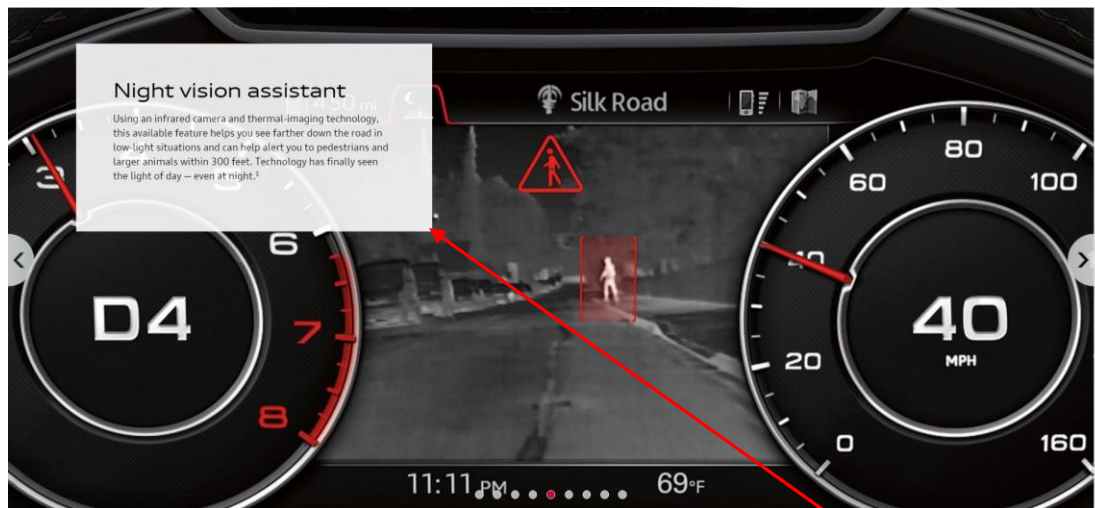 Night vision assistant
Using an infrared camera and thermal-imaging technology,
this available feature helps you see farther down the road in
low-light situations and can help alert you to pedestrians and
larger animals within 300 feet. Technology has finally seen
the light of day — even at night.¹
450 mi
Silk Road
3
6
7
8
D4
0
20
40
60
80
100
160
40
MPH
11:11 PM
69°F